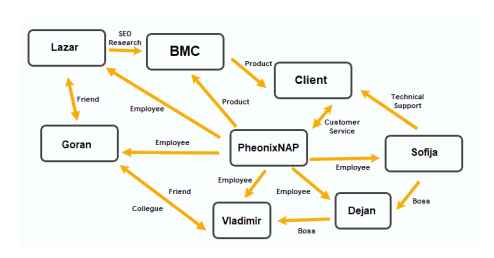 SEO
Research
Lazar
BMC
Product
Client
Friend
Employee
Product
Technical
Support
Customer
Service
Goran
Employee
PheonixNAP
Sofija
Employee
Employee
Employee
Friend
Collegue
Vladimir
Dejan
Boss
Boss